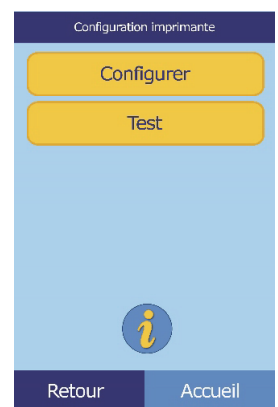 Configuration imprimante
Configurer
Test
i
Retour
Accueil